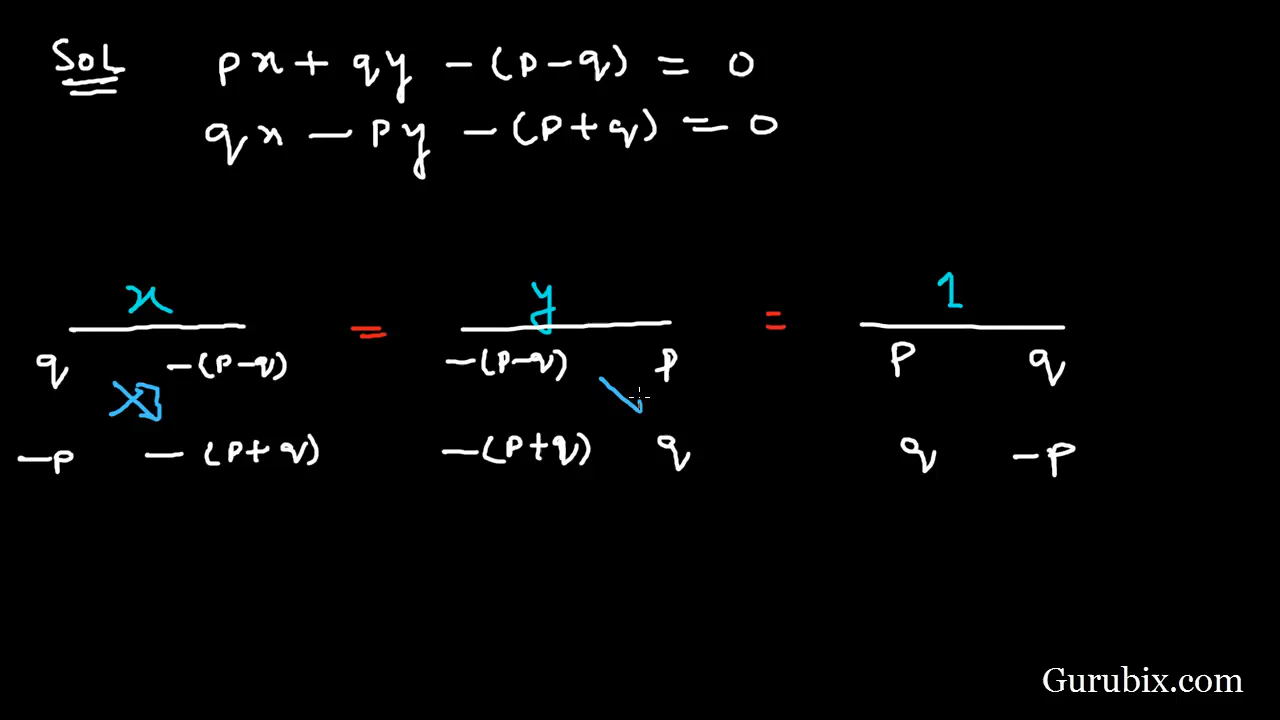 SOL px + qy - (p-q) = 0
qx - py - (p+q) = 0
x = y = 1
q -(p-q) -(p-q) p p q
-p -(p+q) -(p+q) q q -p
Gurubix.com